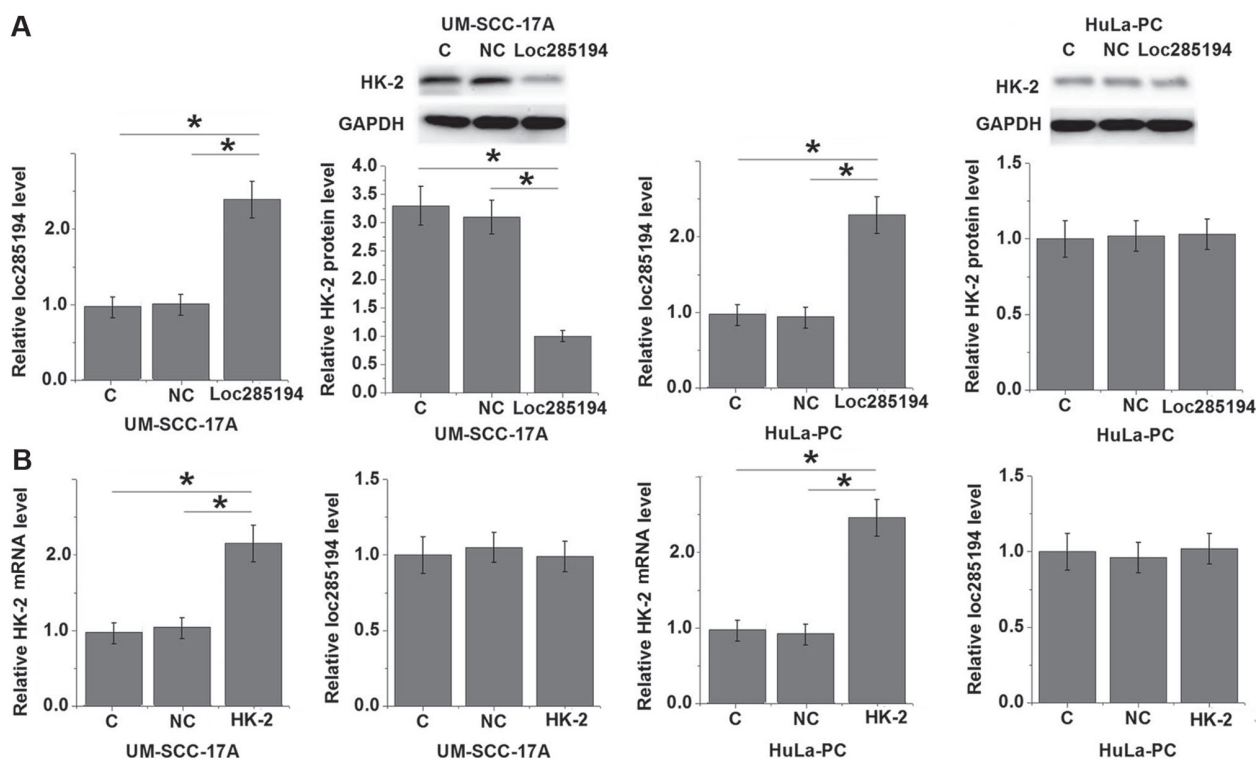 A
UM-SCC-17A
C NC Loc285194
HK-2
GAPDH
HuLa-PC
C NC Loc285194
HK-2
GAPDH
Relative loc285194 level
2.0
1.0
0.0
*
*
C NC Loc285194
UM-SCC-17A
Relative HK-2 protein level
4.0
3.5
3.0
2.5
2.0
1.5
1.0
0.5
0.0
*
*
C NC Loc285194
UM-SCC-17A
Relative loc285194 level
2.0
1.0
0.0
*
*
C NC Loc285194
HuLa-PC
Relative HK-2 protein level
1.5
1.0
0.5
0.0
C NC Loc285194
HuLa-PC
B
Relative HK-2 mRNA level
2.0
1.0
0.0
*
*
C NC HK-2
UM-SCC-17A
Relative loc285194 level
1.5
1.0
0.5
0.0
C NC HK-2
UM-SCC-17A
Relative HK-2 mRNA level
2.0
1.0
0.0
*
*
C NC HK-2
HuLa-PC
Relative loc285194 level
1.5
1.0
0.5
0.0
C NC HK-2
HuLa-PC